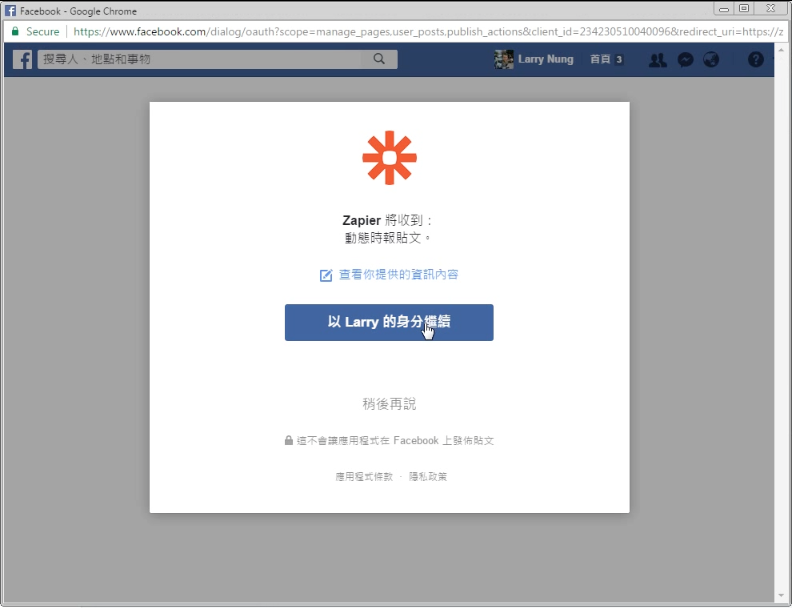 Facebook - Google Chrome
Secure
https://www.facebook.com/dialog/oauth?scope=manage_pages,user_posts,publish_actions&client_id=234230510040096&redirect_uri=https://z
搜尋人、地點和事物
Larry Nung
首頁 3
Zapier 將收到：
動態時報貼文。
查看你提供的資訊內容
以 Larry 的身分繼續
稍後再說
這不會讓應用程式在 Facebook 上發佈貼文
應用程式條款 · 隱私政策